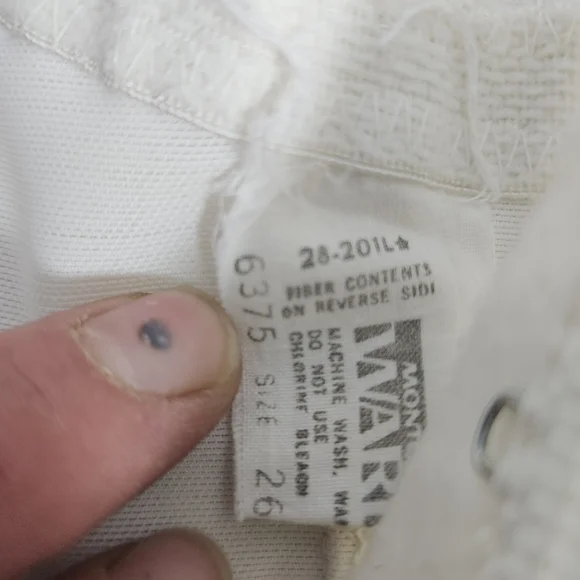 28-201L
FIBER CONTENTS
ON REVERSE SIDE
6375 SIZE 26
MONT
WARD
MACHINE WASH, WAR
DO NOT USE
CHLORINE BLEACH